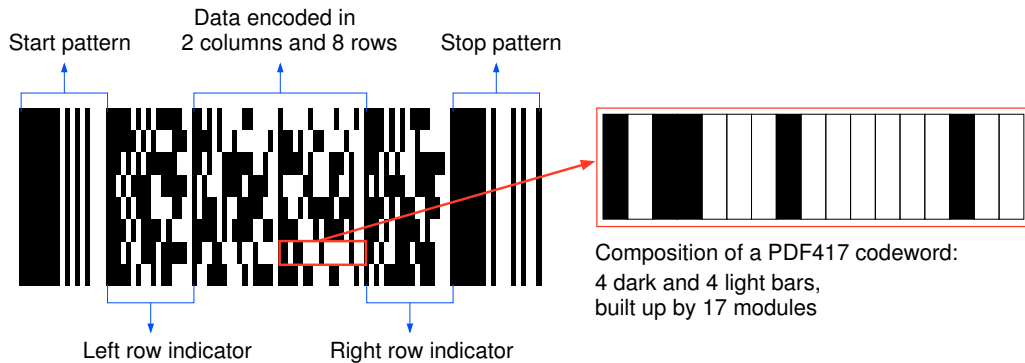 Start pattern
Data encoded in
2 columns and 8 rows
Stop pattern
Composition of a PDF417 codeword:
4 dark and 4 light bars,
built up by 17 modules
Left row indicator
Right row indicator